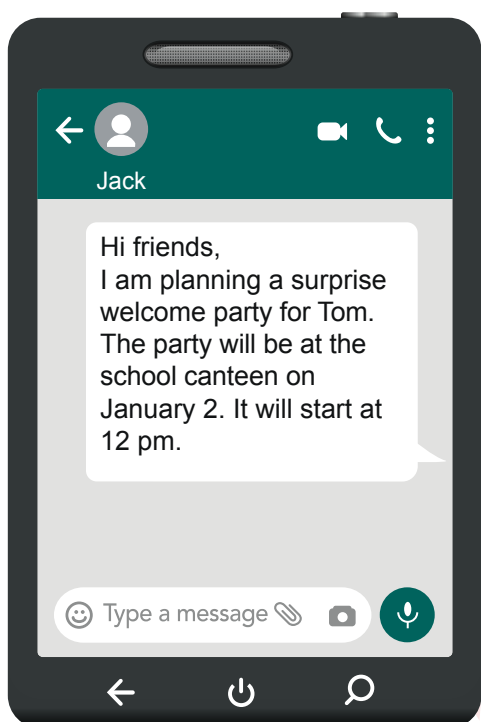 Jack
Hi friends,
I am planning a surprise
welcome party for Tom.
The party will be at the
school canteen on
January 2. It will start at
12 pm.
Type a message